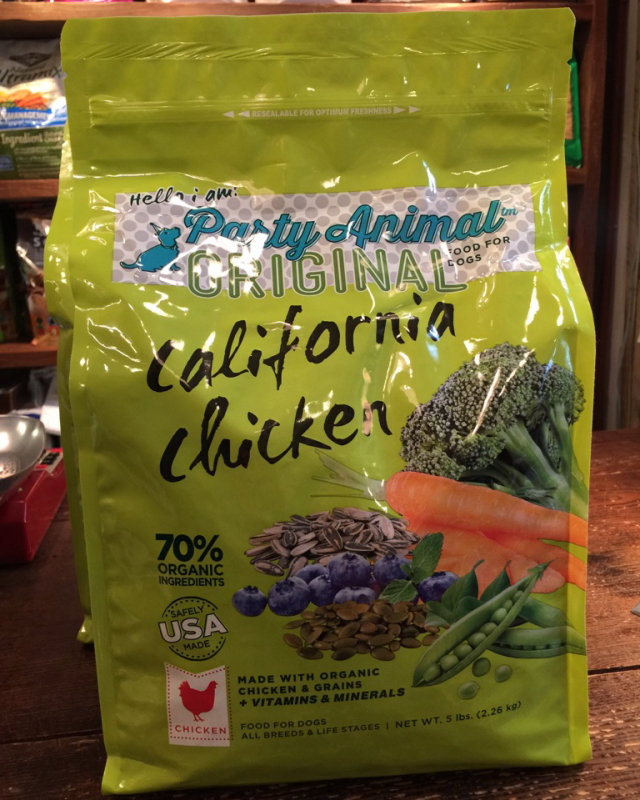 RESEALABLE FOR OPTIMUM FRESHNESS
Hello i am:
Party Animal™
FOOD FOR
DOGS
ORIGINAL
California
Chicken
70%
ORGANIC
INGREDIENTS
SAFELY
USA
MADE
MADE WITH ORGANIC
CHICKEN & GRAINS
+ VITAMINS & MINERALS
CHICKEN
FOOD FOR DOGS
ALL BREEDS & LIFE STAGES | NET WT. 5 lbs. (2.26 kg)